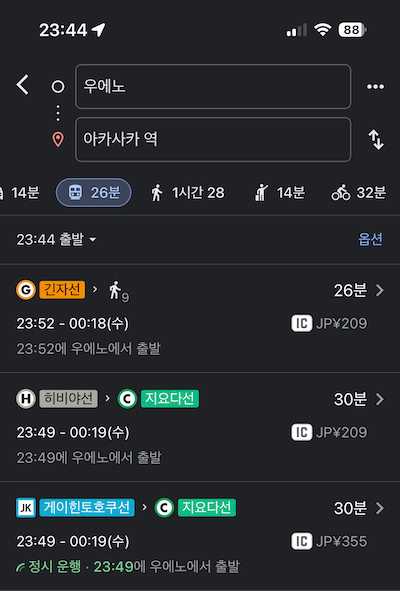 23:44 88
우에노
아카사카 역
14분 26분 1시간 28 14분 32분
23:44 출발 옵션
G 긴자선 9 26분
23:52 - 00:18(수) IC JP¥209
23:52에 우에노에서 출발
H 히비야선 C 지요다선 30분
23:49 - 00:19(수) IC JP¥209
23:49에 우에노에서 출발
JK 게이힌토호쿠선 C 지요다선 30분
23:49 - 00:19(수) IC JP¥355
정시 운행 · 23:49에 우에노에서 출발